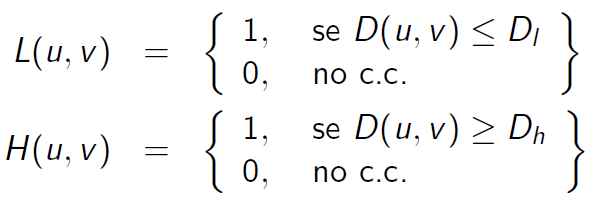 L(u, v) = { 1, se D(u, v) ≤ D_l }
0, no c.c.
H(u, v) = { 1, se D(u, v) ≥ D_h }
0, no c.c.